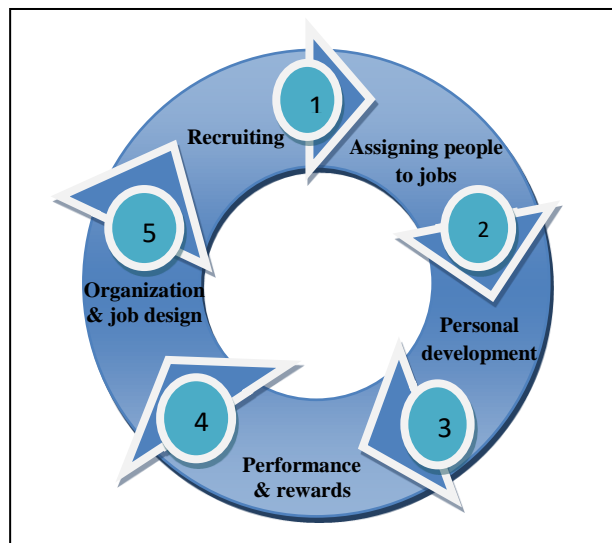 1
Recruiting
Assigning people
to jobs
2
Personal
development
3
Performance
& rewards
4
Organization
& job design
5